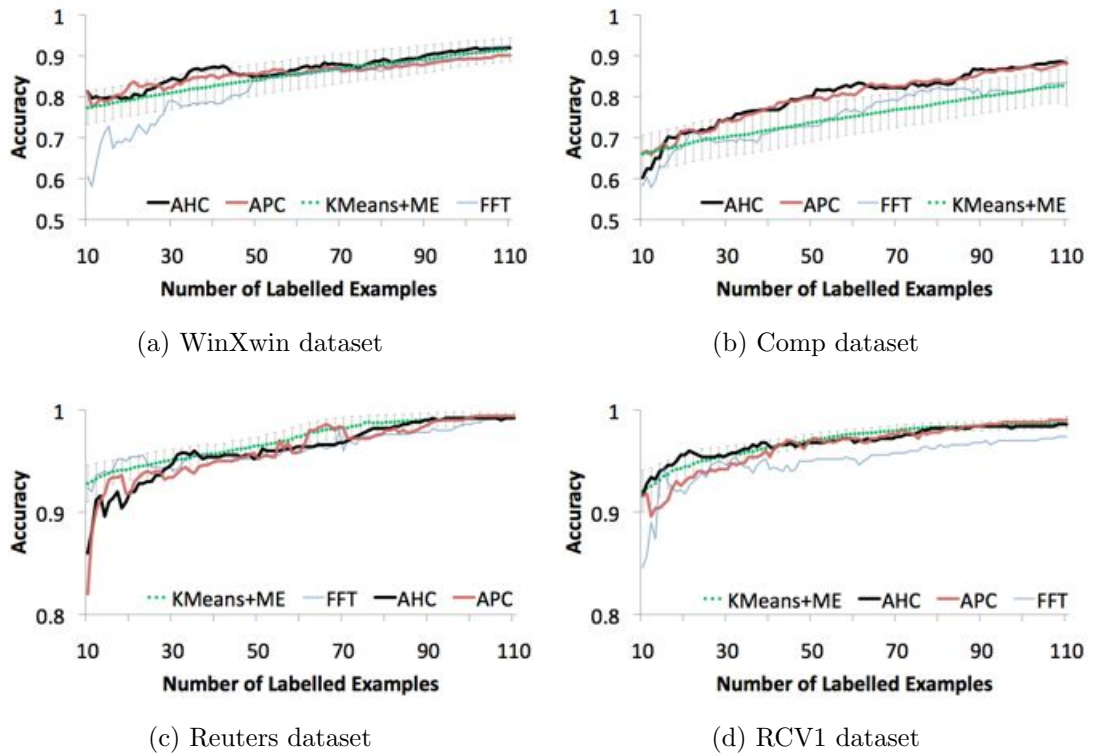 1
0.9
0.8
0.7
0.6
0.5
Accuracy
AHC APC KMeans+ME FFT
10 30 50 70 90 110
Number of Labelled Examples
(a) WinXwin dataset
1
0.9
0.8
0.7
0.6
0.5
Accuracy
AHC APC FFT KMeans+ME
10 30 50 70 90 110
Number of Labelled Examples
(b) Comp dataset
1
0.9
0.8
Accuracy
KMeans+ME FFT AHC APC
10 30 50 70 90 110
Number of Labelled Examples
(c) Reuters dataset
1
0.9
0.8
Accuracy
KMeans+ME AHC APC FFT
10 30 50 70 90 110
Number of Labelled Examples
(d) RCV1 dataset